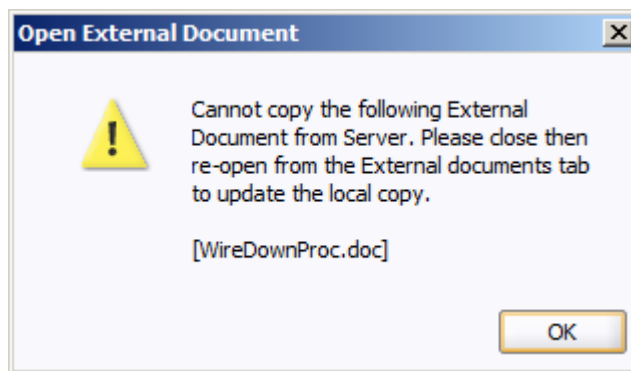 Open External Document
Cannot copy the following External
Document from Server. Please close then
re-open from the External documents tab
to update the local copy.
[WireDownProc.doc]
OK